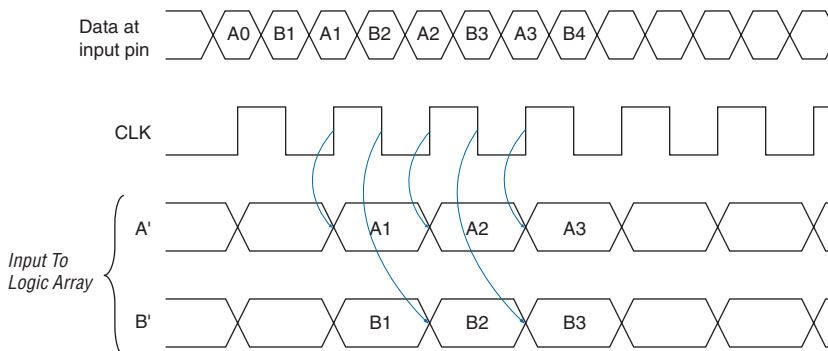 Data at
input pin
A0 B1 A1 B2 A2 B3 A3 B4
CLK
A'
A1 A2 A3
Input To
Logic Array
B'
B1 B2 B3